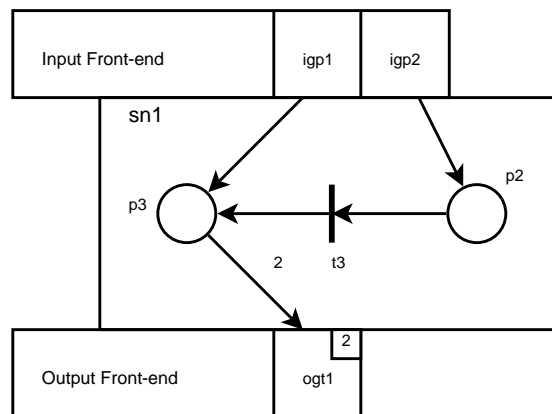 Input Front-end
igp1
igp2
sn1
p3
p2
2
t3
Output Front-end
ogt1
2